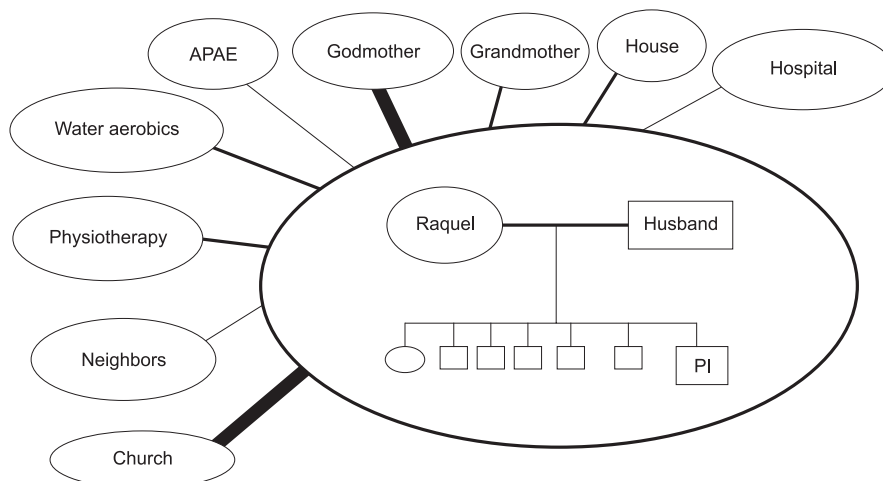 APAE
Godmother
Grandmother
House
Hospital
Water aerobics
Physiotherapy
Neighbors
Church
Raquel
Husband
PI